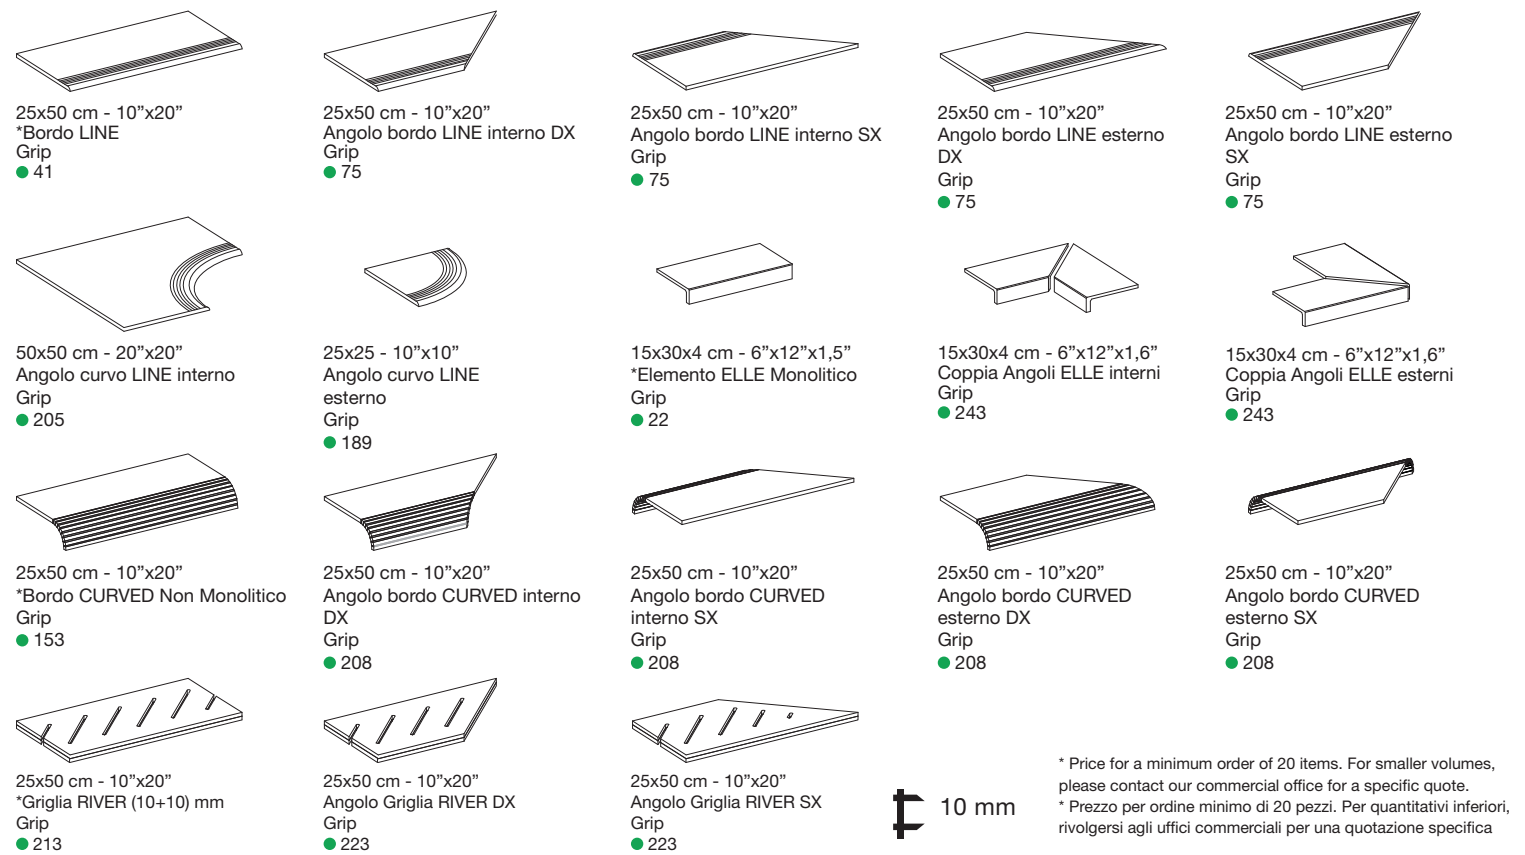 25x50 cm - 10”x20”
*Bordo LINE
Grip
41
25x50 cm - 10”x20”
Angolo bordo LINE interno DX
Grip
75
25x50 cm - 10”x20”
Angolo bordo LINE interno SX
Grip
75
25x50 cm - 10”x20”
Angolo bordo LINE esterno
DX
Grip
75
25x50 cm - 10”x20”
Angolo bordo LINE esterno
SX
Grip
75
50x50 cm - 20”x20”
Angolo curvo LINE interno
Grip
205
25x25 - 10”x10”
Angolo curvo LINE
esterno
Grip
189
15x30x4 cm - 6”x12”x1,5”
*Elemento ELLE Monolitico
Grip
22
15x30x4 cm - 6”x12”x1,6”
Coppia Angoli ELLE interni
Grip
243
15x30x4 cm - 6”x12”x1,6”
Coppia Angoli ELLE esterni
Grip
243
25x50 cm - 10”x20”
*Bordo CURVED Non Monolitico
Grip
153
25x50 cm - 10”x20”
Angolo bordo CURVED interno
DX
Grip
208
25x50 cm - 10”x20”
Angolo bordo CURVED
interno SX
Grip
208
25x50 cm - 10”x20”
Angolo bordo CURVED
esterno DX
Grip
208
25x50 cm - 10”x20”
Angolo bordo CURVED
esterno SX
Grip
208
25x50 cm - 10”x20”
*Griglia RIVER (10+10) mm
Grip
213
25x50 cm - 10”x20”
Angolo Griglia RIVER DX
Grip
223
25x50 cm - 10”x20”
Angolo Griglia RIVER SX
Grip
223
10 mm
* Price for a minimum order of 20 items. For smaller volumes,
please contact our commercial office for a specific quote.
* Prezzo per ordine minimo di 20 pezzi. Per quantitativi inferiori,
rivolgersi agli uffici commerciali per una quotazione specifica